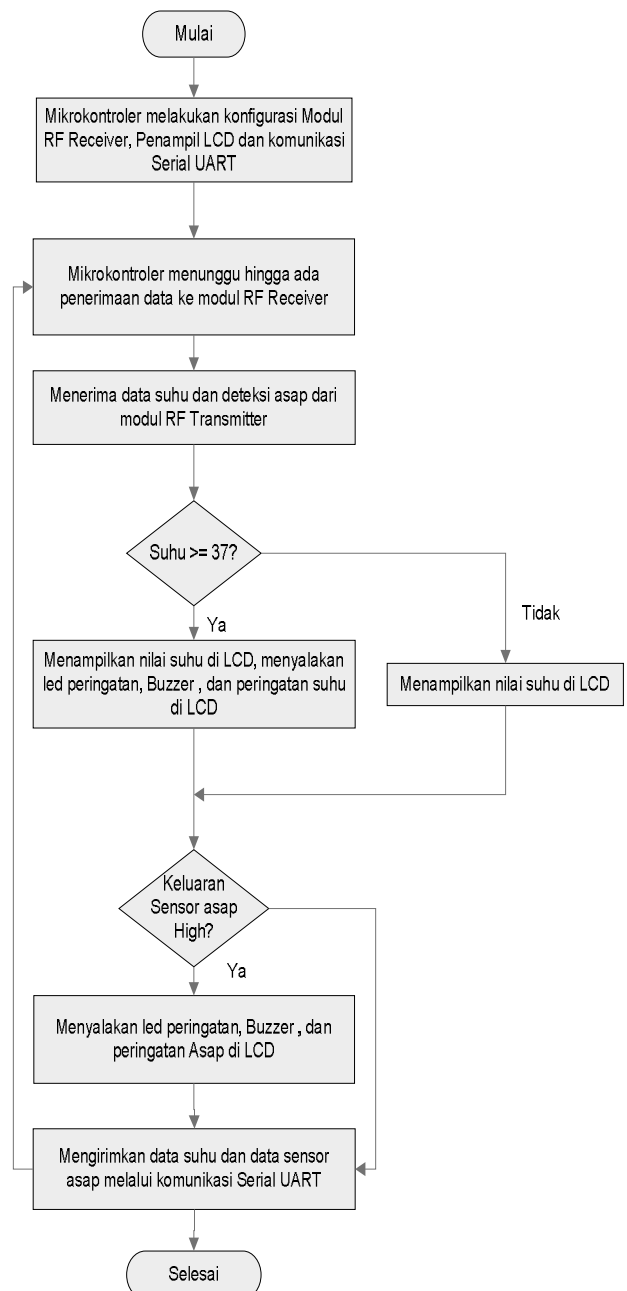 Mulai
Mikrokontroler melakukan konfigurasi Modul
RF Receiver, Penampil LCD dan komunikasi
Serial UART
Mikrokontroler menunggu hingga ada
penerimaan data ke modul RF Receiver
Menerima data suhu dan deteksi asap dari
modul RF Transmitter
Suhu >= 37?
Ya
Tidak
Menampilkan nilai suhu di LCD, menyalakan
led peringatan, Buzzer , dan peringatan suhu
di LCD
Menampilkan nilai suhu di LCD
Keluaran
Sensor asap
High?
Ya
Menyalakan led peringatan, Buzzer , dan
peringatan Asap di LCD
Mengirimkan data suhu dan data sensor
asap melalui komunikasi Serial UART
Selesai